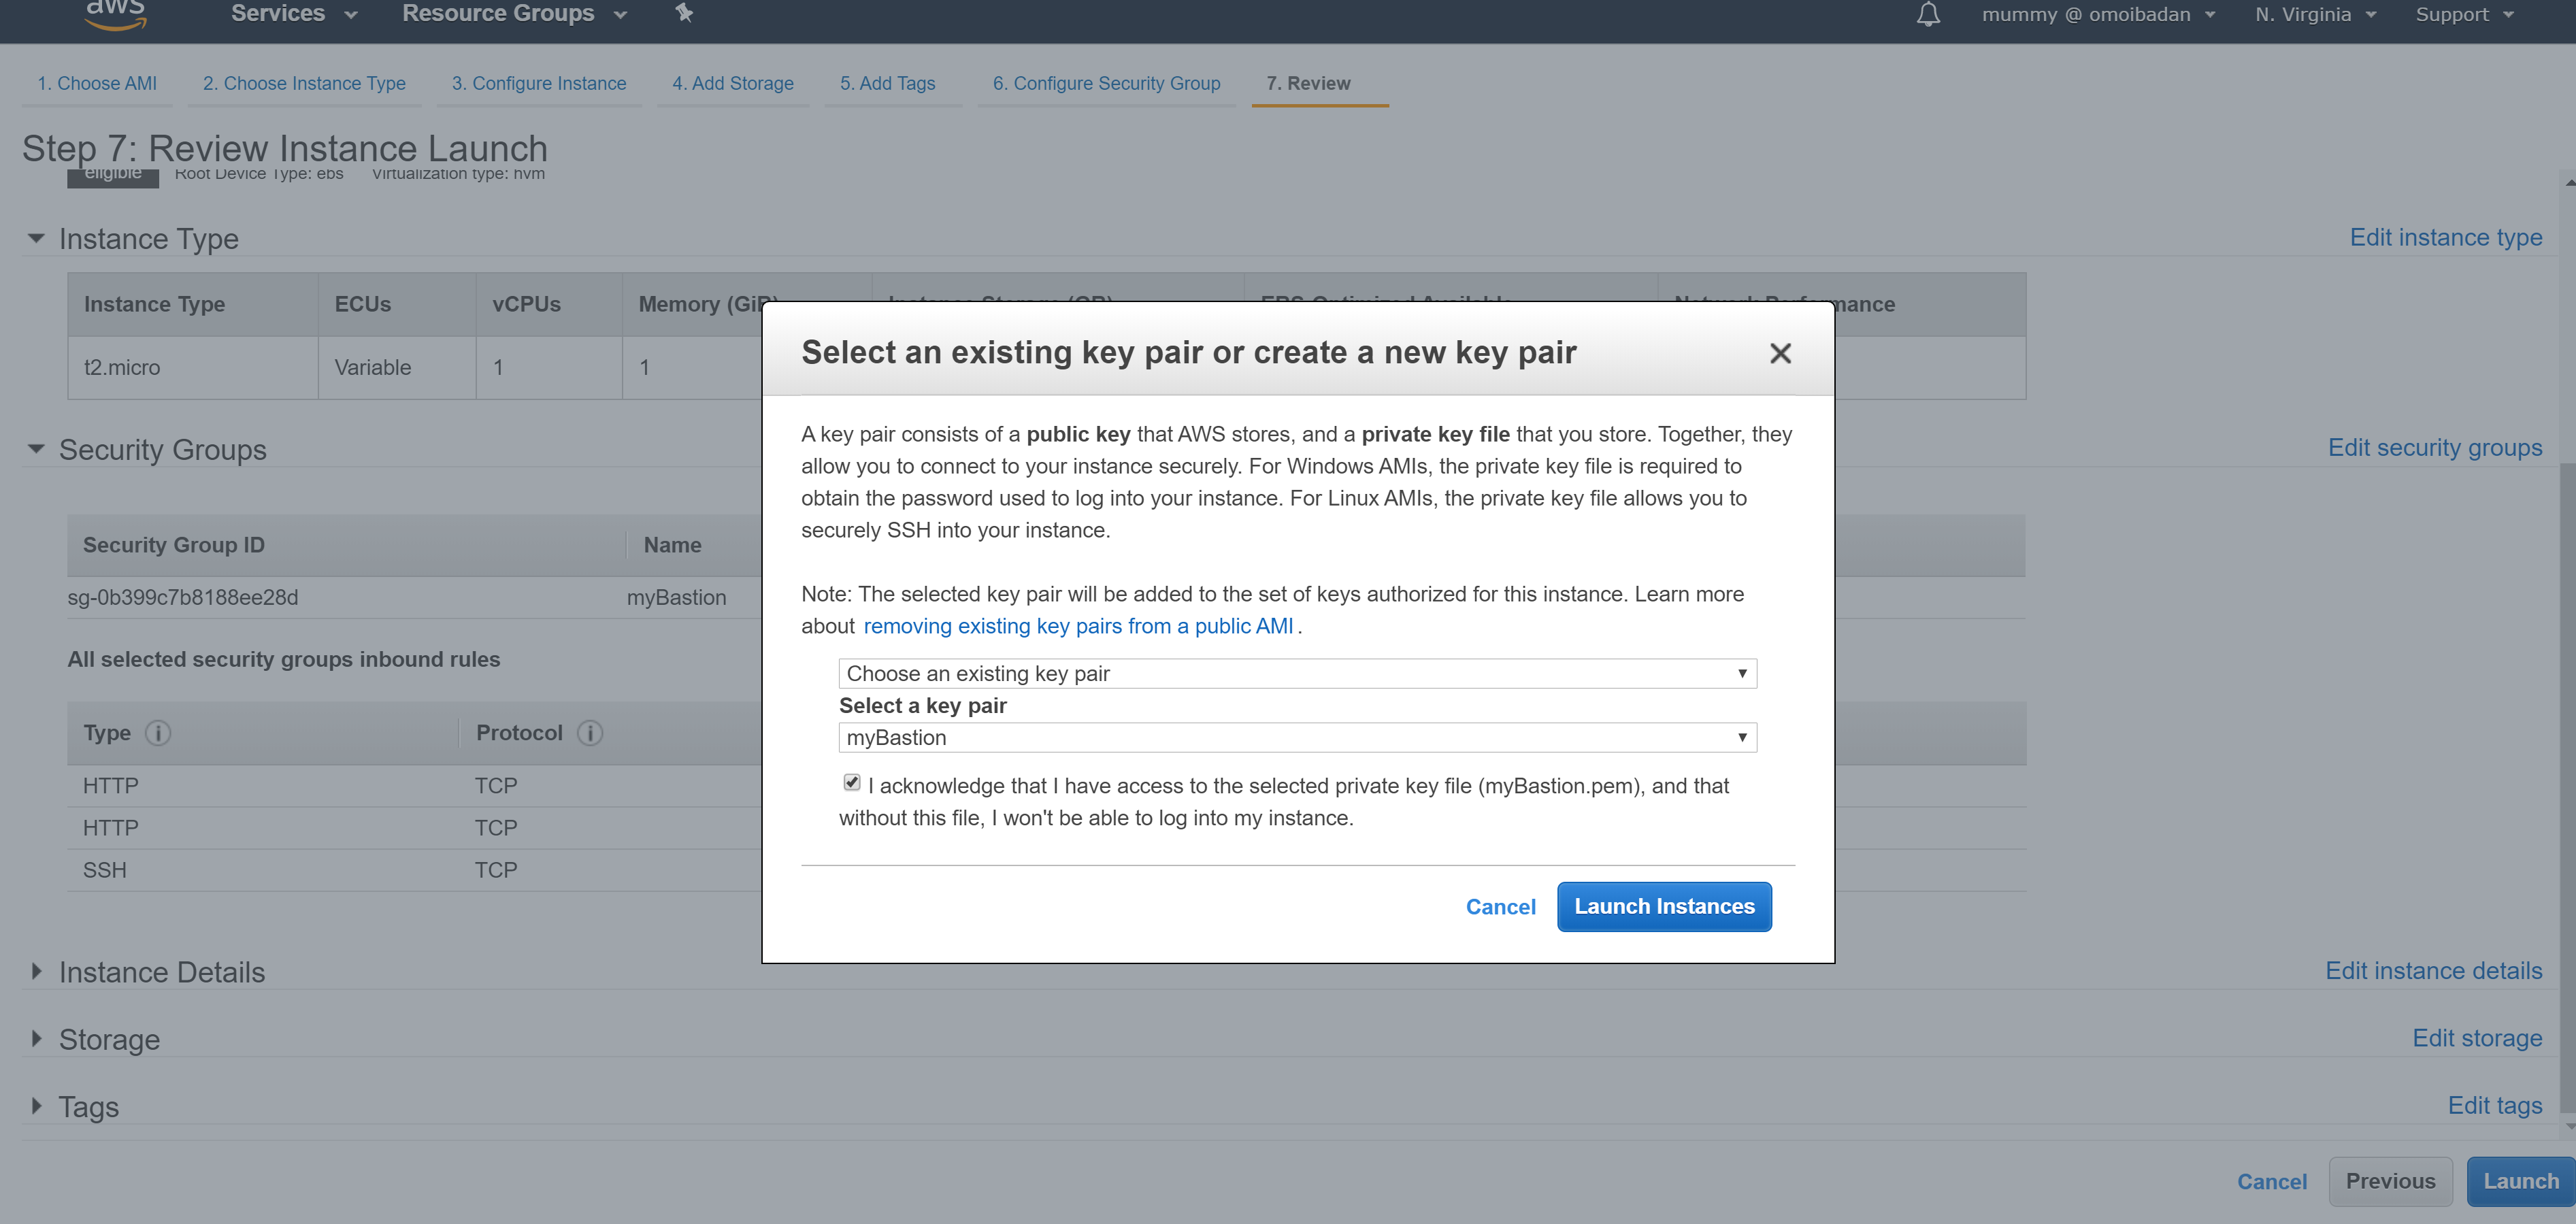 aws Services Resource Groups mummy @ omoibadan N. Virginia Support
1. Choose AMI 2. Choose Instance Type 3. Configure Instance 4. Add Storage 5. Add Tags 6. Configure Security Group 7. Review
Step 7: Review Instance Launch
eligible Root Device Type: ebs Virtualization type: hvm
Instance Type Edit instance type
Instance Type ECUs vCPUs Memory (GiB) Instance Storage (GB) EBS-Optimized Available Network Performance
t2.micro Variable 1 1
Security Groups Edit security groups
Security Group ID Name
sg-0b399c7b8188ee28d myBastion
All selected security groups inbound rules
Type Protocol
HTTP TCP
HTTP TCP
SSH TCP
Instance Details Edit instance details
Storage Edit storage
Tags Edit tags
Cancel Previous Launch
Select an existing key pair or create a new key pair
A key pair consists of a public key that AWS stores, and a private key file that you store. Together, they
allow you to connect to your instance securely. For Windows AMIs, the private key file is required to
obtain the password used to log into your instance. For Linux AMIs, the private key file allows you to
securely SSH into your instance.
Note: The selected key pair will be added to the set of keys authorized for this instance. Learn more
about removing existing key pairs from a public AMI .
Choose an existing key pair
Select a key pair
myBastion
I acknowledge that I have access to the selected private key file (myBastion.pem), and that
without this file, I won't be able to log into my instance.
Cancel Launch Instances